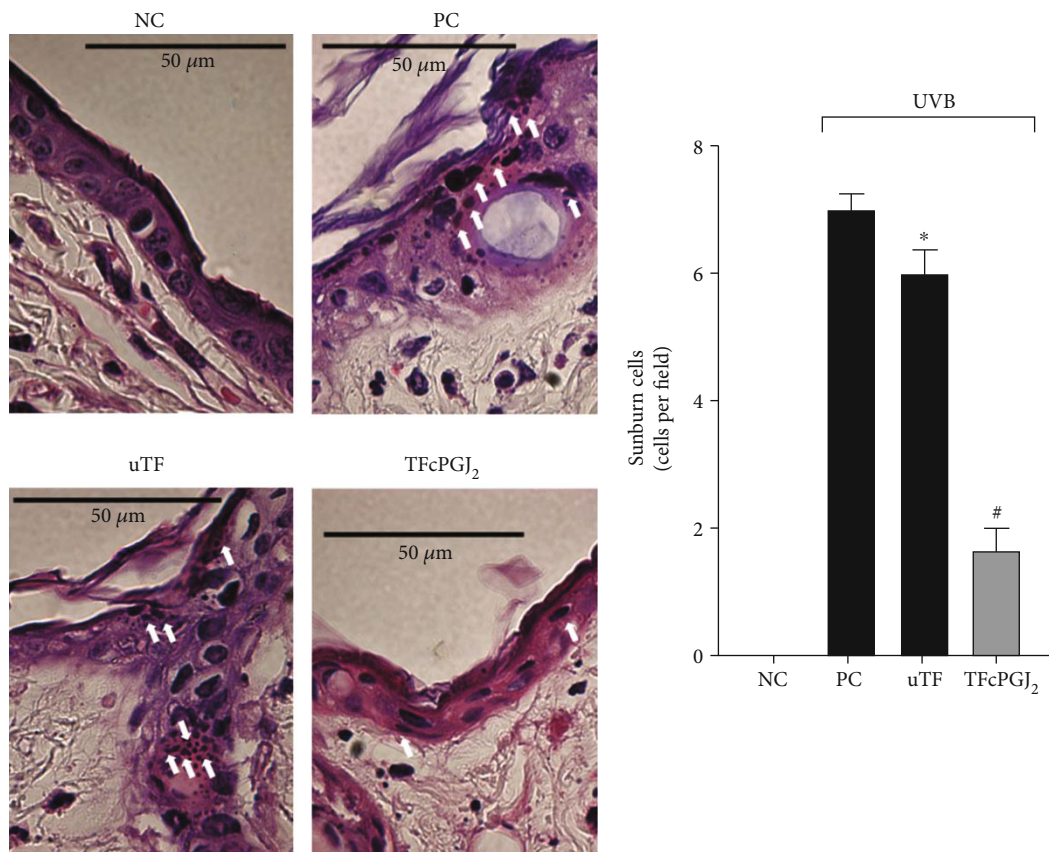 NC
50 μm
PC
50 μm
uTF
50 μm
TFcPGJ₂
50 μm
UVB
8
6
4
2
0
Sunburn cells
(cells per field)
*
#
NC
PC
uTF
TFcPGJ₂